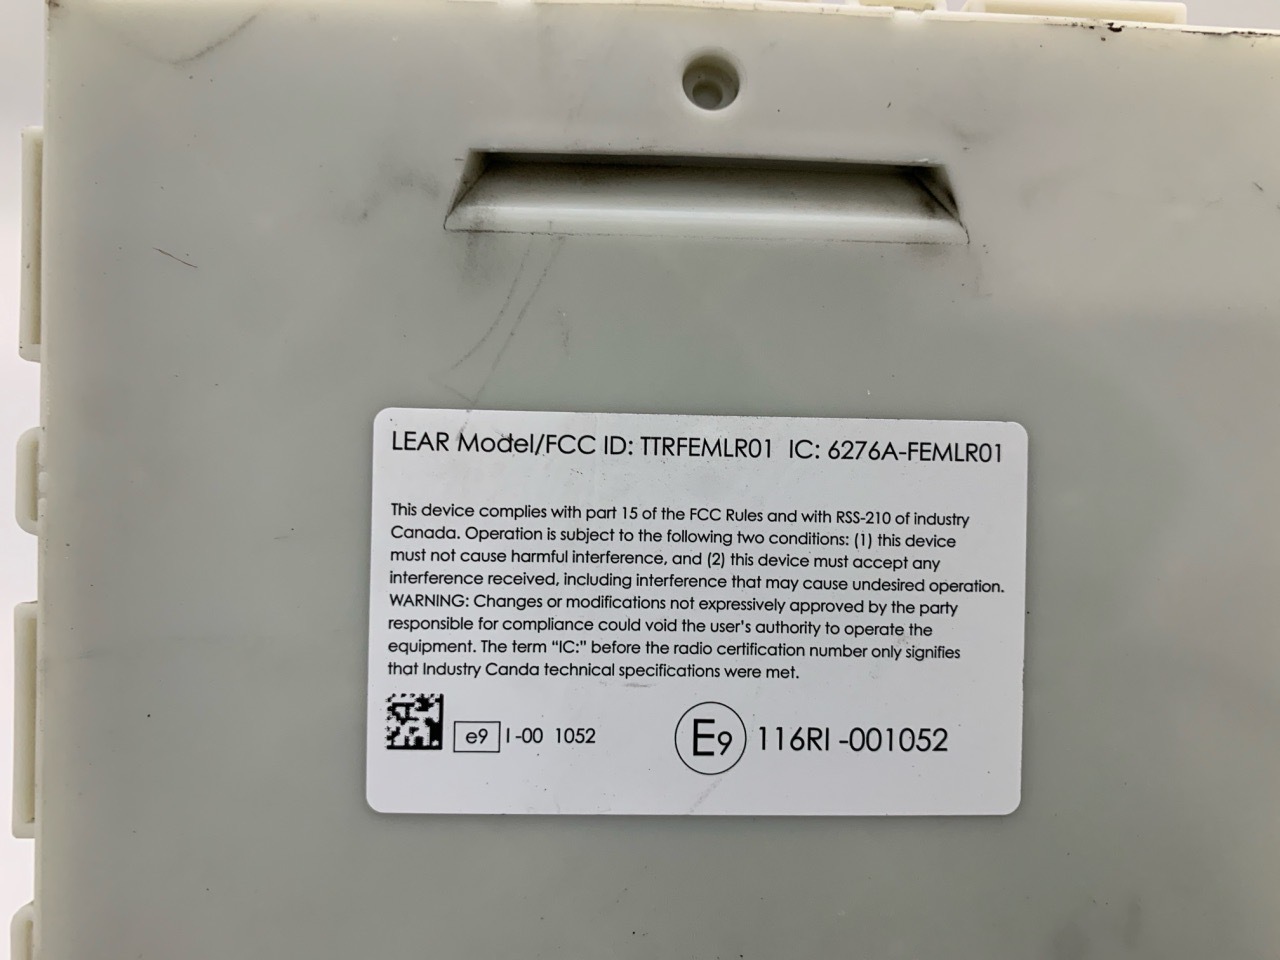 LEAR Model/FCC ID: TTRFEMLR01 IC: 6276A-FEMLR01
This device complies with part 15 of the FCC Rules and with RSS-210 of industry
Canada. Operation is subject to the following two conditions: (1) this device
must not cause harmful interference, and (2) this device must accept any
interference received, including interference that may cause undesired operation.
WARNING: Changes or modifications not expressively approved by the party
responsible for compliance could void the user's authority to operate the
equipment. The term "IC:" before the radio certification number only signifies
that Industry Canda technical specifications were met.
e9 I-00 1052 E9 116RI-001052